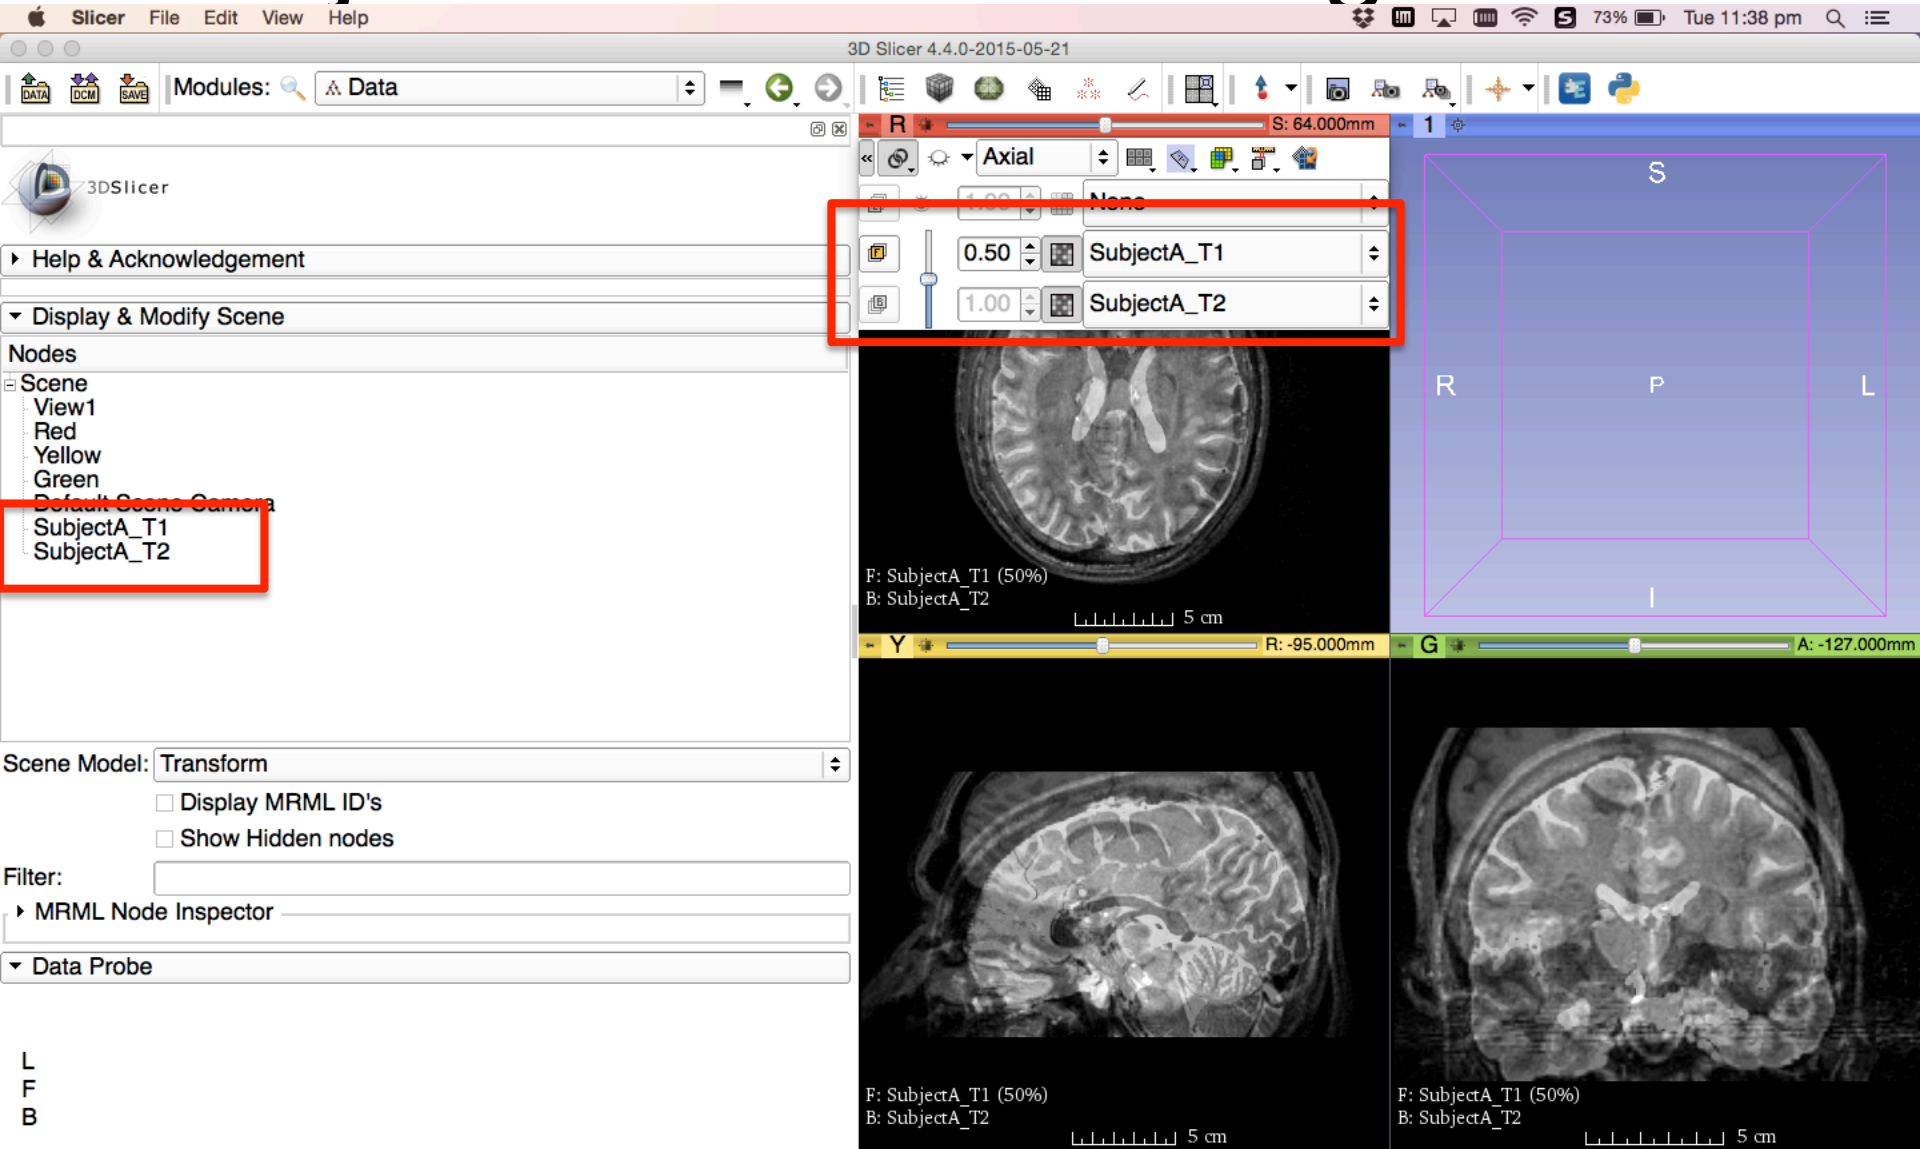 Slicer File Edit View Help 73% Tue 11:38 pm
3D Slicer 4.4.0-2015-05-21
DATA DCM SAVE Modules: Data
R S: 64.000mm 1
Axial
3DSlicer
1.00 None
Help & Acknowledgement
F 0.50 SubjectA_T1
B 1.00 SubjectA_T2
Display & Modify Scene
Nodes
Scene
View1
Red
Yellow
Green
Default Scene Camera
SubjectA_T1
SubjectA_T2
S
R P L
I
F: SubjectA_T1 (50%)
B: SubjectA_T2
5 cm
Y R: -95.000mm G A: -127.000mm
Scene Model: Transform
Display MRML ID's
Show Hidden nodes
Filter:
MRML Node Inspector
Data Probe
L
F
B
F: SubjectA_T1 (50%)
B: SubjectA_T2
5 cm
F: SubjectA_T1 (50%)
B: SubjectA_T2
5 cm